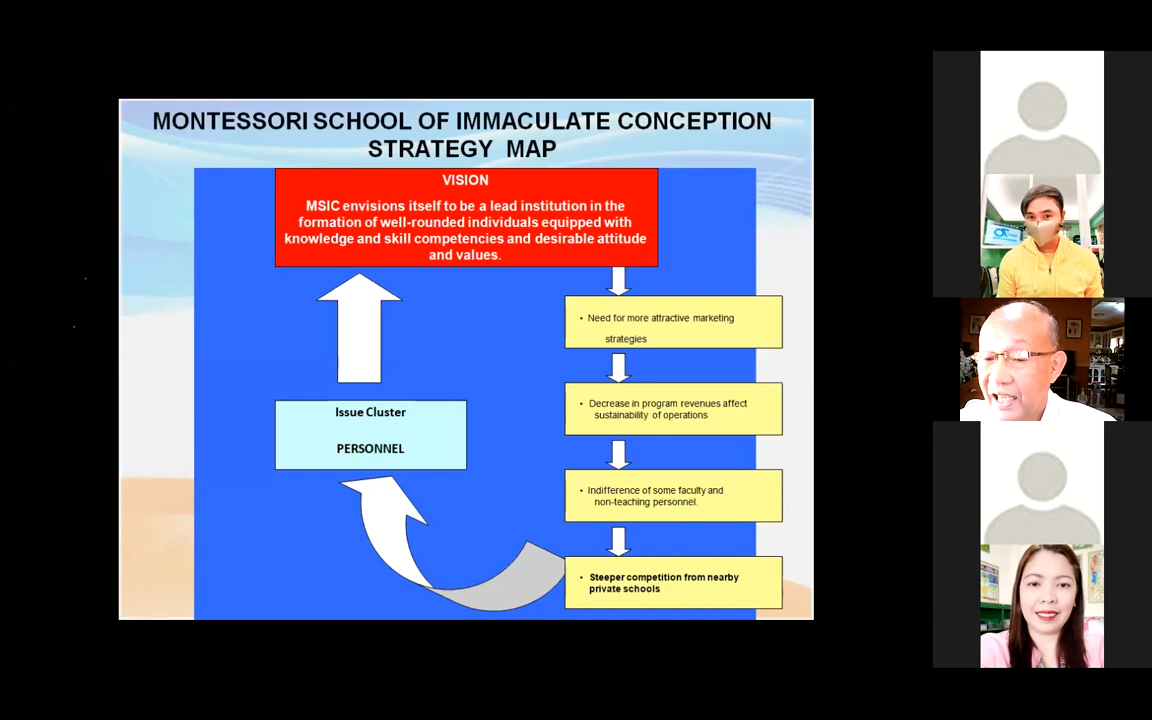 MONTESSORI SCHOOL OF IMMACULATE CONCEPTION
STRATEGY MAP
VISION
MSIC envisions itself to be a lead institution in the
formation of well-rounded individuals equipped with
knowledge and skill competencies and desirable attitude
and values.
• Need for more attractive marketing
strategies
• Decrease in program revenues affect
sustainability of operations
Issue Cluster
PERSONNEL
• Indifference of some faculty and
non-teaching personnel.
• Steeper competition from nearby
private schools